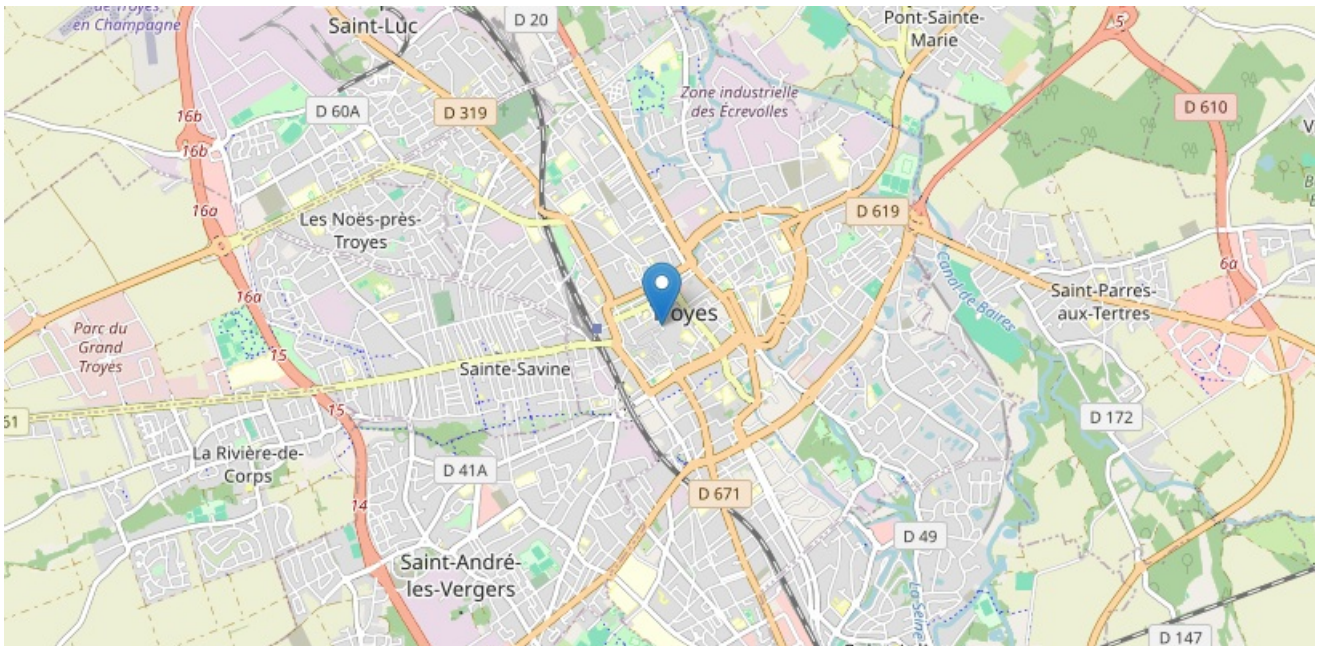 de Troyes
en Champagne
Saint-Luc
D 20
Pont-Sainte-
Marie
5
Zone industrielle
des Écrevolles
D 60A
D 319
D 610
16b
16b
16a
Les Noës-près-
Troyes
D 619
6a
Canal de Baires
16a
Saint-Parres-
aux-Tertres
oyes
Parc du
Grand
Troyes
15
Sainte-Savine
15
61
D 172
La Rivière-de-
Corps
D 41A
14
D 671
D 49
Saint-André-
les-Vergers
La Seine
D 147